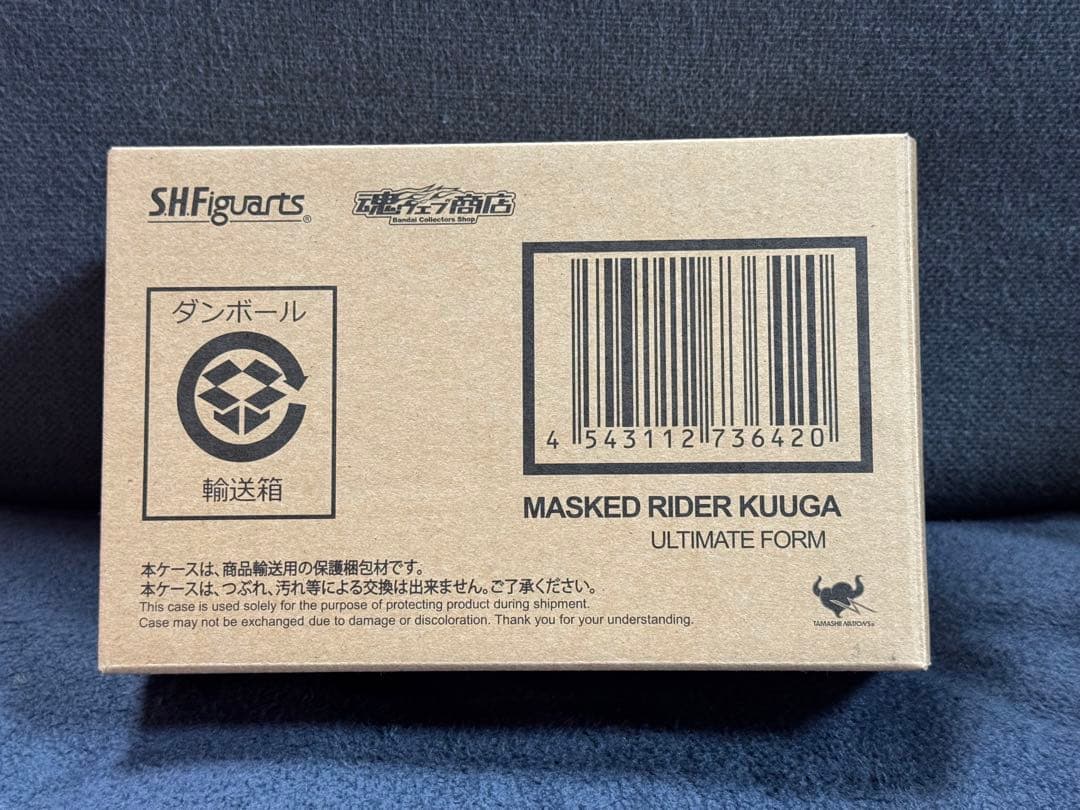 S.H.Figuarts®
魂ウェブ商店
Bandai Collectors Shop
ダンボール
輸送箱
4 543112 736420
MASKED RIDER KUUGA
ULTIMATE FORM
本ケースは、商品輸送用の保護梱包材です。
本ケースは、つぶれ、汚れ等による交換は出来ません。ご了承ください。
This case is used solely for the purpose of protecting product during shipment.
Case may not be exchanged due to damage or discoloration. Thank you for your understanding.
TAMASHII NATIONS